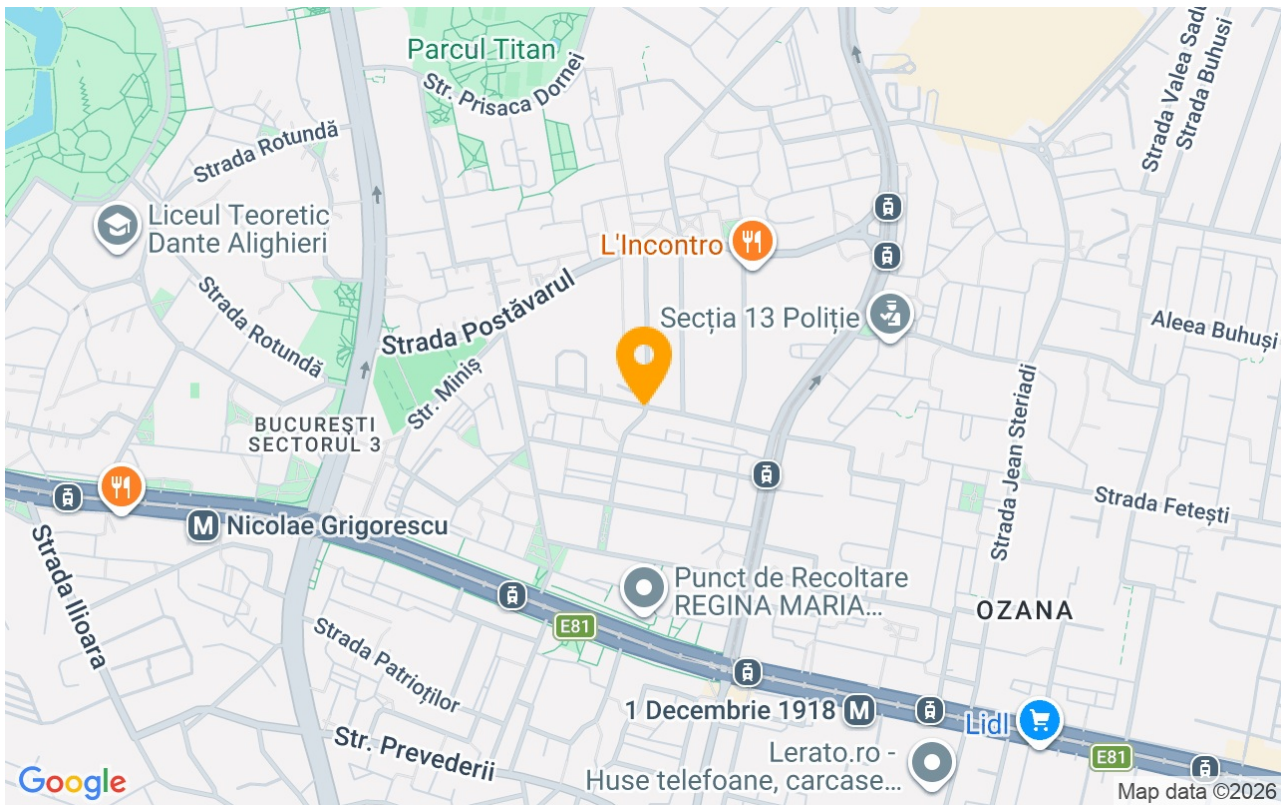 Parcul Titan
Str. Prisaca Dornei
Strada Valea Sadu
Strada Buhusi
Strada Rotundă
Liceul Teoretic
Dante Alighieri
L'Incontro
Strada Rotundă
Strada Postăvarul
Secția 13 Poliție
Aleea Buhuși
Str. Miniș
BUCUREȘTI
SECTORUL 3
Strada Jean Steriadi
Strada Fetești
M Nicolae Grigorescu
Strada Ilioara
Punct de Recoltare
REGINA MARIA...
OZANA
E81
Strada Patrioților
1 Decembrie 1918 M
Lidl
Str. Prevederii
Lerato.ro -
Huse telefoane, carcase...
E81
Google
Map data ©2026